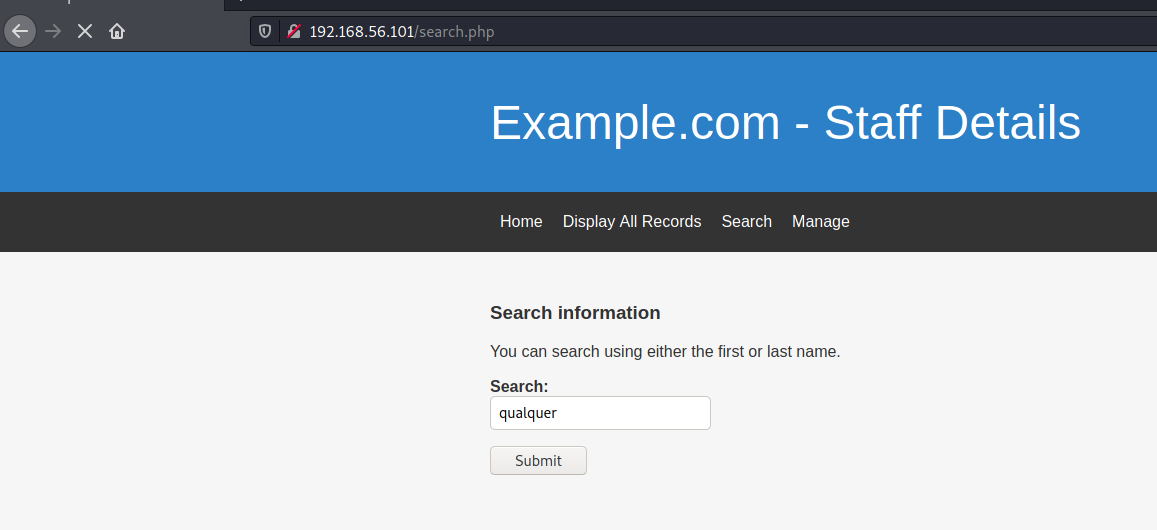 192.168.56.101/search.php
Example.com - Staff Details
Home Display All Records Search Manage
Search information
You can search using either the first or last name.
Search:
qualquer
Submit